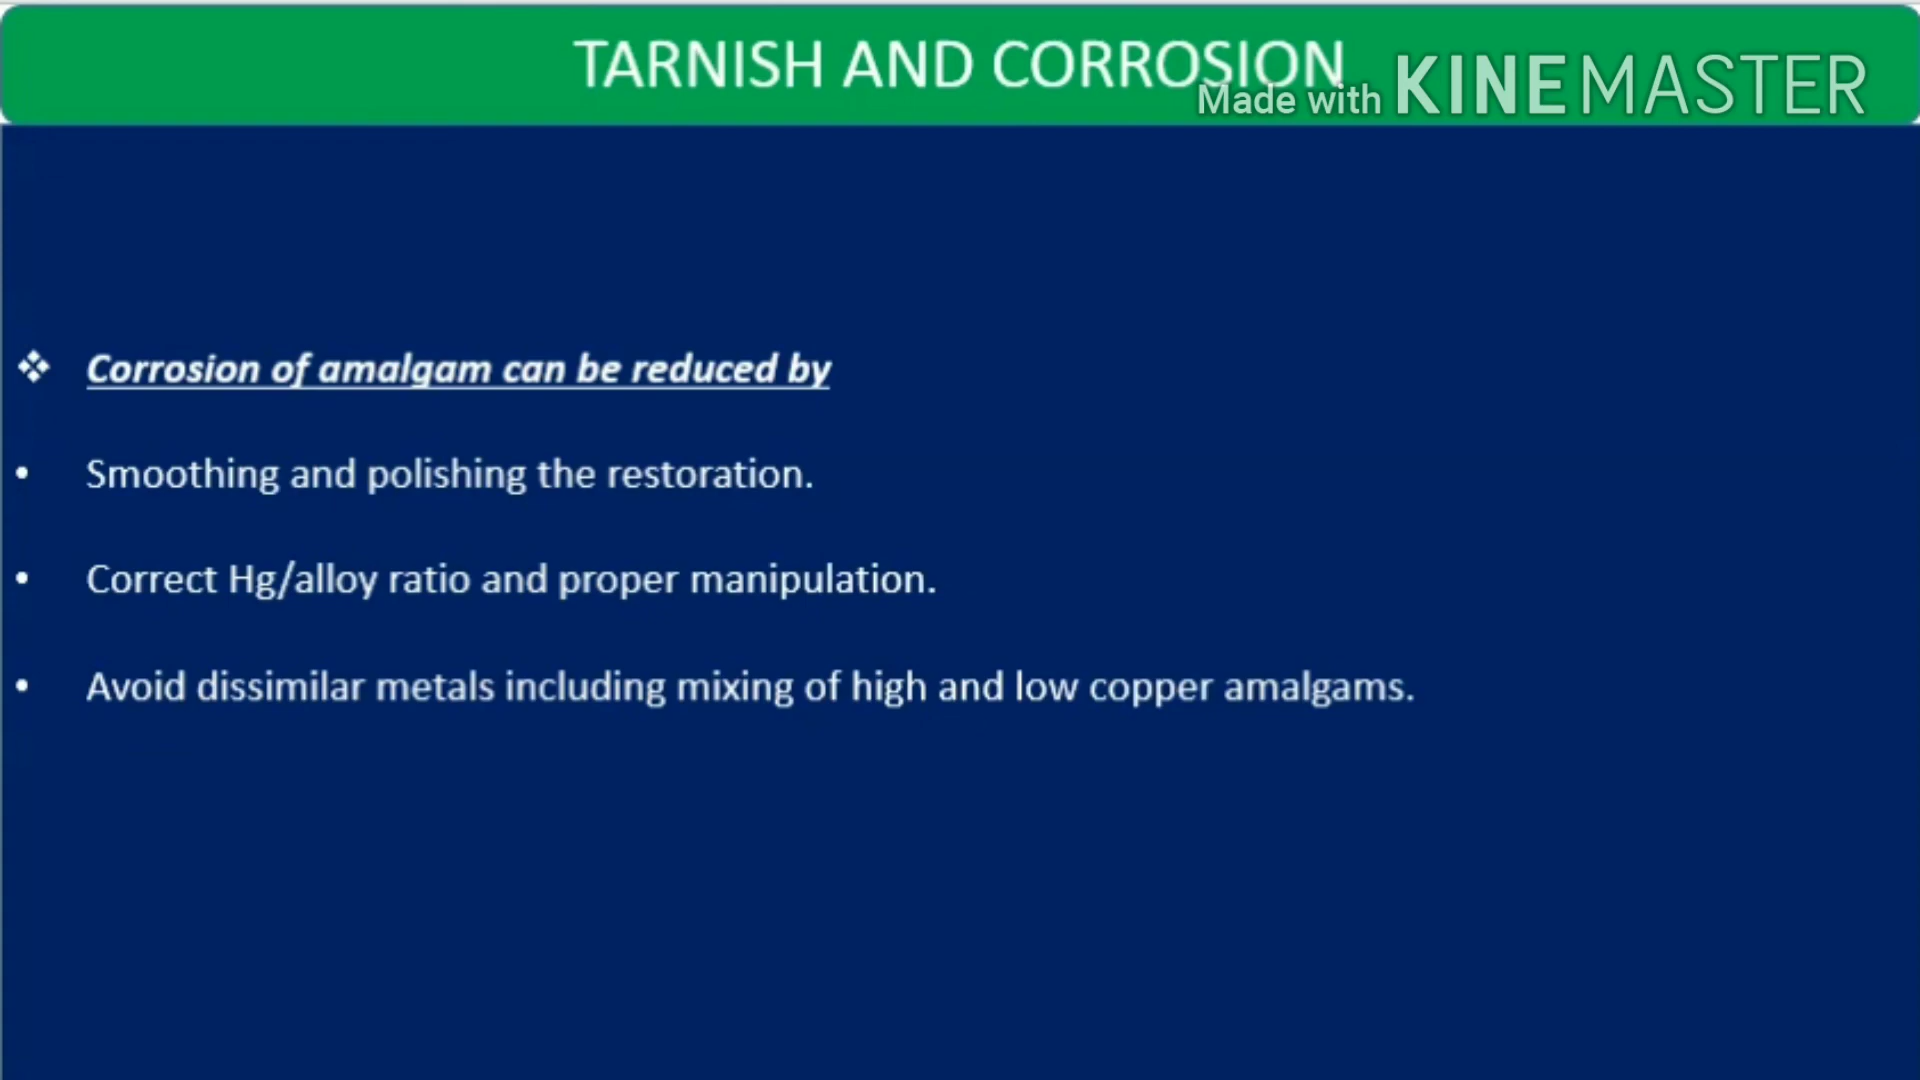 TARNISH AND CORROSION
Made with KINEMASTER
❖ Corrosion of amalgam can be reduced by
• Smoothing and polishing the restoration.
• Correct Hg/alloy ratio and proper manipulation.
• Avoid dissimilar metals including mixing of high and low copper amalgams.